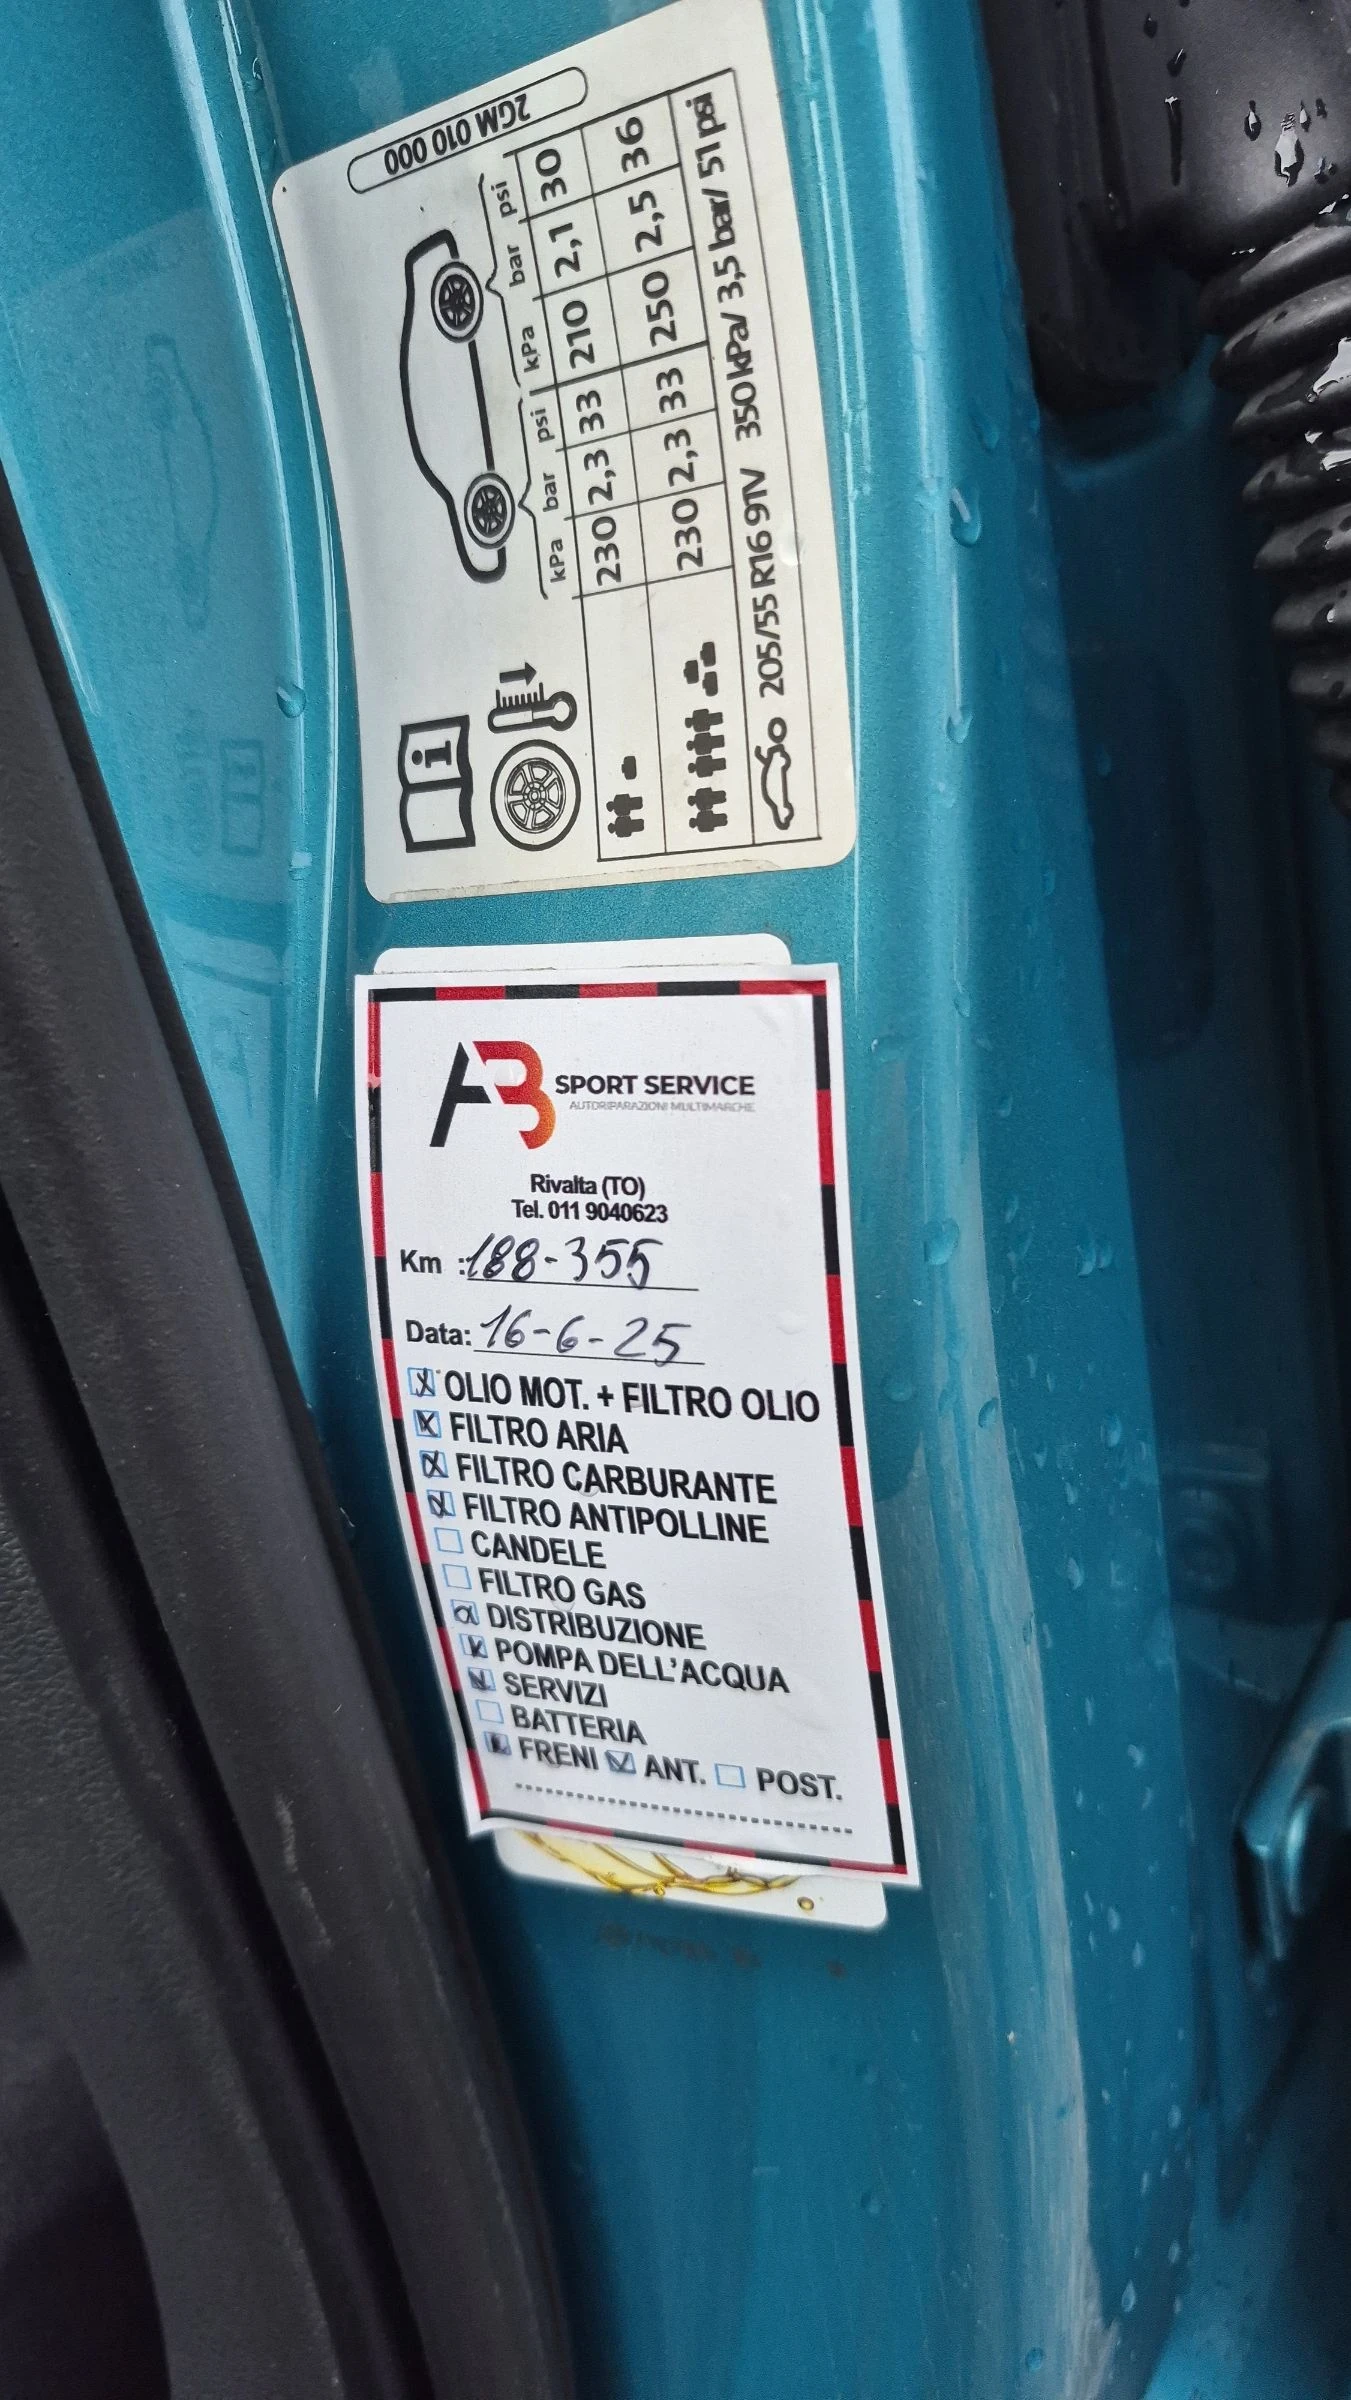 2GM 010 000
kPa bar psi kPa bar psi
230 2,3 33 210 2,1 30
230 2,3 33 250 2,5 36
205/55 R16 91V 350 kPa/ 3,5 bar/ 51 psi
AB SPORT SERVICE
AUTORIPARAZIONI MULTIMARCHE
Rivalta (TO)
Tel. 011 9040623
Km : 188-355
Data: 16-6-25
OLIO MOT. + FILTRO OLIO
FILTRO ARIA
FILTRO CARBURANTE
FILTRO ANTIPOLLINE
CANDELE
FILTRO GAS
DISTRIBUZIONE
POMPA DELL'ACQUA
SERVIZI
BATTERIA
FRENI ANT. POST.